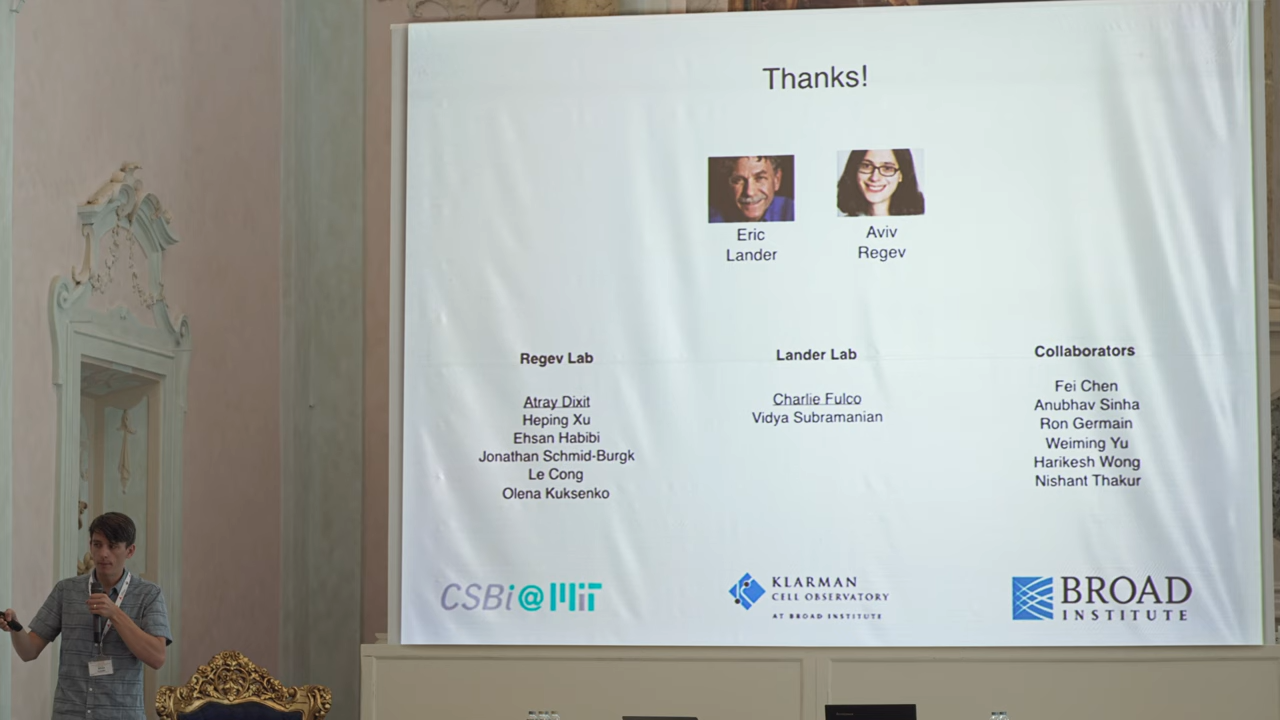 Thanks!
Eric
Lander
Aviv
Regev
Regev Lab
Atray Dixit
Heping Xu
Ehsan Habibi
Jonathan Schmid-Burgk
Le Cong
Olena Kuksenko
Lander Lab
Charlie Fulco
Vidya Subramanian
Collaborators
Fei Chen
Anubhav Sinha
Ron Germain
Weiming Yu
Harikesh Wong
Nishant Thakur
CSBi@MIT
KLARMAN
CELL OBSERVATORY
AT BROAD INSTITUTE
BROAD
INSTITUTE